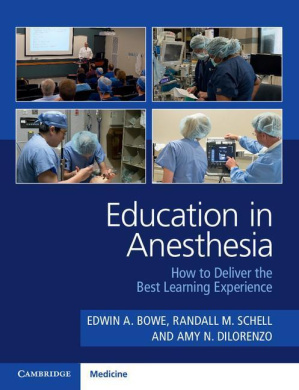 Education in
Anesthesia
How to Deliver the
Best Learning Experience
EDWIN A. BOWE, RANDALL M. SCHELL
AND AMY N. DILORENZO
CAMBRIDGE
Medicine